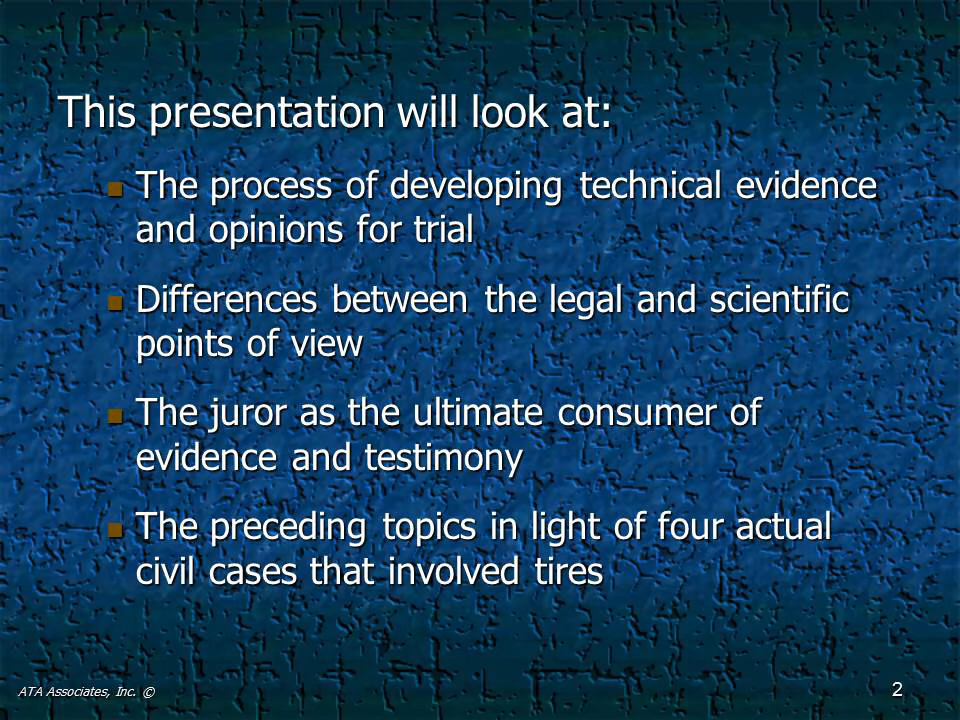 This presentation will look at:
The process of developing technical evidence
and opinions for trial
Differences between the legal and scientific
points of view
The juror as the ultimate consumer of
evidence and testimony
The preceding topics in light of four actual
civil cases that involved tires
ATA Associates, Inc. ©
2